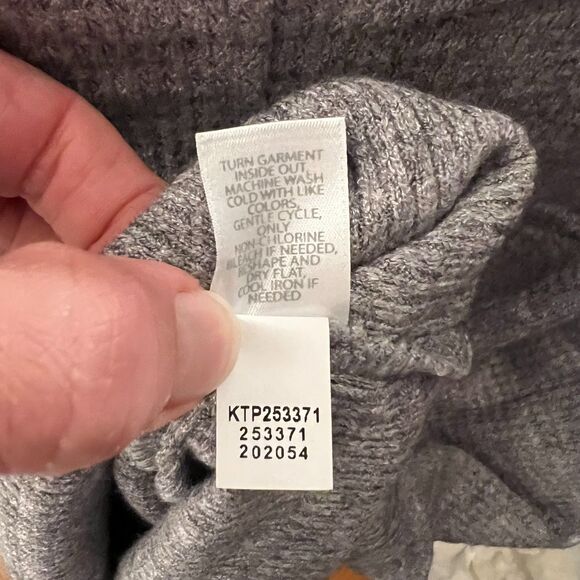 TURN GARMENT
INSIDE OUT.
MACHINE WASH
COLD WITH LIKE
COLORS,
GENTLE CYCLE,
ONLY
NON-CHLORINE
BLEACH IF NEEDED,
RESHAPE AND
DRY FLAT,
COOL IRON IF
NEEDED
KTP253371
253371
202054